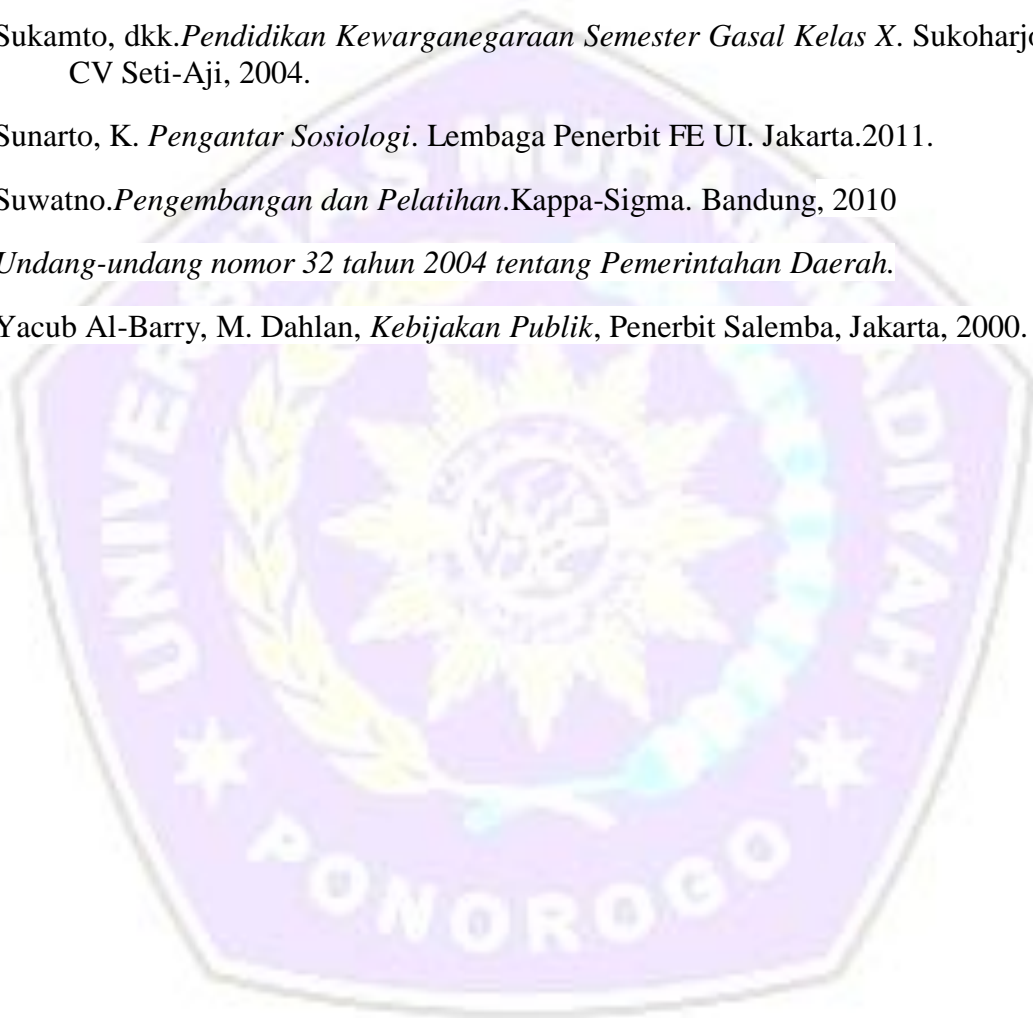 Sukamto, dkk.Pendidikan Kewarganegaraan Semester Gasal Kelas X. Sukoharjo
CV Seti-Aji, 2004.
Sunarto, K. Pengantar Sosiologi. Lembaga Penerbit FE UI. Jakarta.2011.
Suwatno.Pengembangan dan Pelatihan.Kappa-Sigma. Bandung, 2010
Undang-undang nomor 32 tahun 2004 tentang Pemerintahan Daerah.
Yacub Al-Barry, M. Dahlan, Kebijakan Publik, Penerbit Salemba, Jakarta, 2000.
UNIVERSITAS MUHAMMADIYAH
PONOROGO